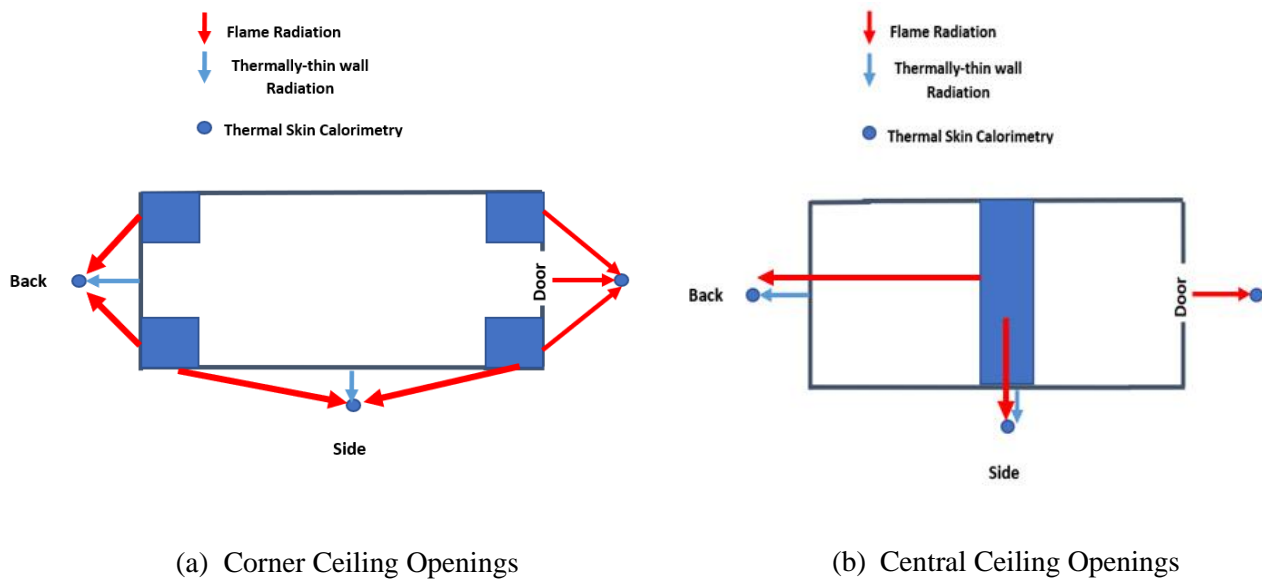 Flame Radiation
Thermally-thin wall
Radiation
Thermal Skin Calorimetry
Back
Door
Side
(a) Corner Ceiling Openings
Flame Radiation
Thermally-thin wall
Radiation
Thermal Skin Calorimetry
Back
Door
Side
(b) Central Ceiling Openings